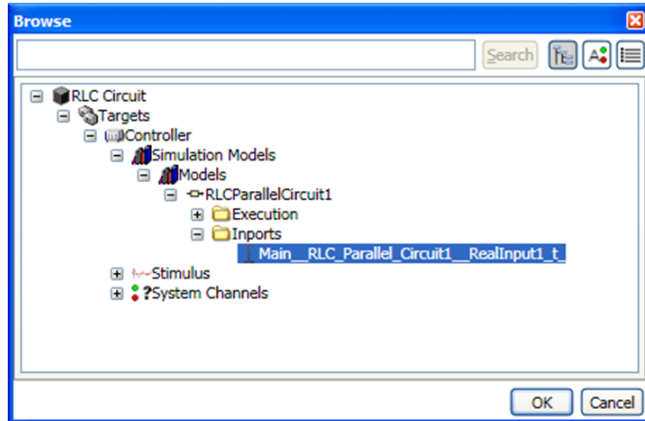 Browse
Search
RLC Circuit
Targets
Controller
Simulation Models
Models
RLCParallelCircuit1
Execution
Inports
Main__RLC_Parallel_Circuit1__RealInput1_t_
Stimulus
?System Channels
OK Cancel